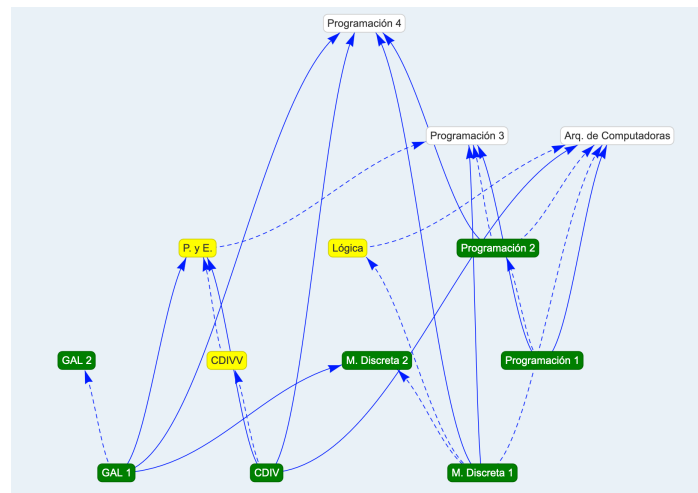 Programación 4
Programación 3
Arq. de Computadoras
P. y E.
Lógica
Programación 2
GAL 2
CDIVV
M. Discreta 2
Programación 1
GAL 1
CDIV
M. Discreta 1